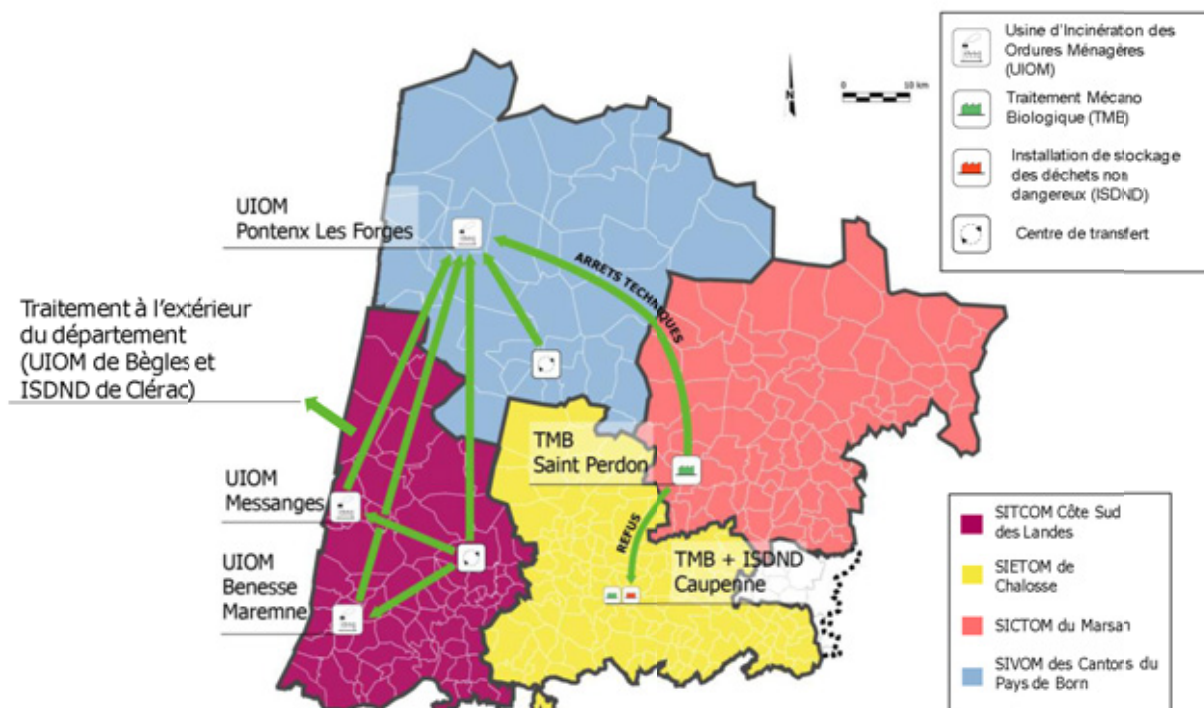 Usine d'Incinération des
Ordures Ménagères
(UIOM)
Traitement Mécano
Biologique (TMB)
Installation de stockage
des déchets non
dangereux (ISDND)
Centre de transfert
N
0 10 km
UIOM
Pontenx Les Forges
ARRETS TECHNIQUES
Traitement à l'extérieur
du département
(UIOM de Bègles et
ISDND de Clérac)
TMB
Saint Perdon
UIOM
Messanges
REFUS
TMB + ISDND
Caupenne
UIOM
Benesse
Maremne
SITCOM Côte Sud
des Landes
SIETOM de
Chalosse
SICTOM du Marsan
SIVOM des Cantors du
Pays de Born